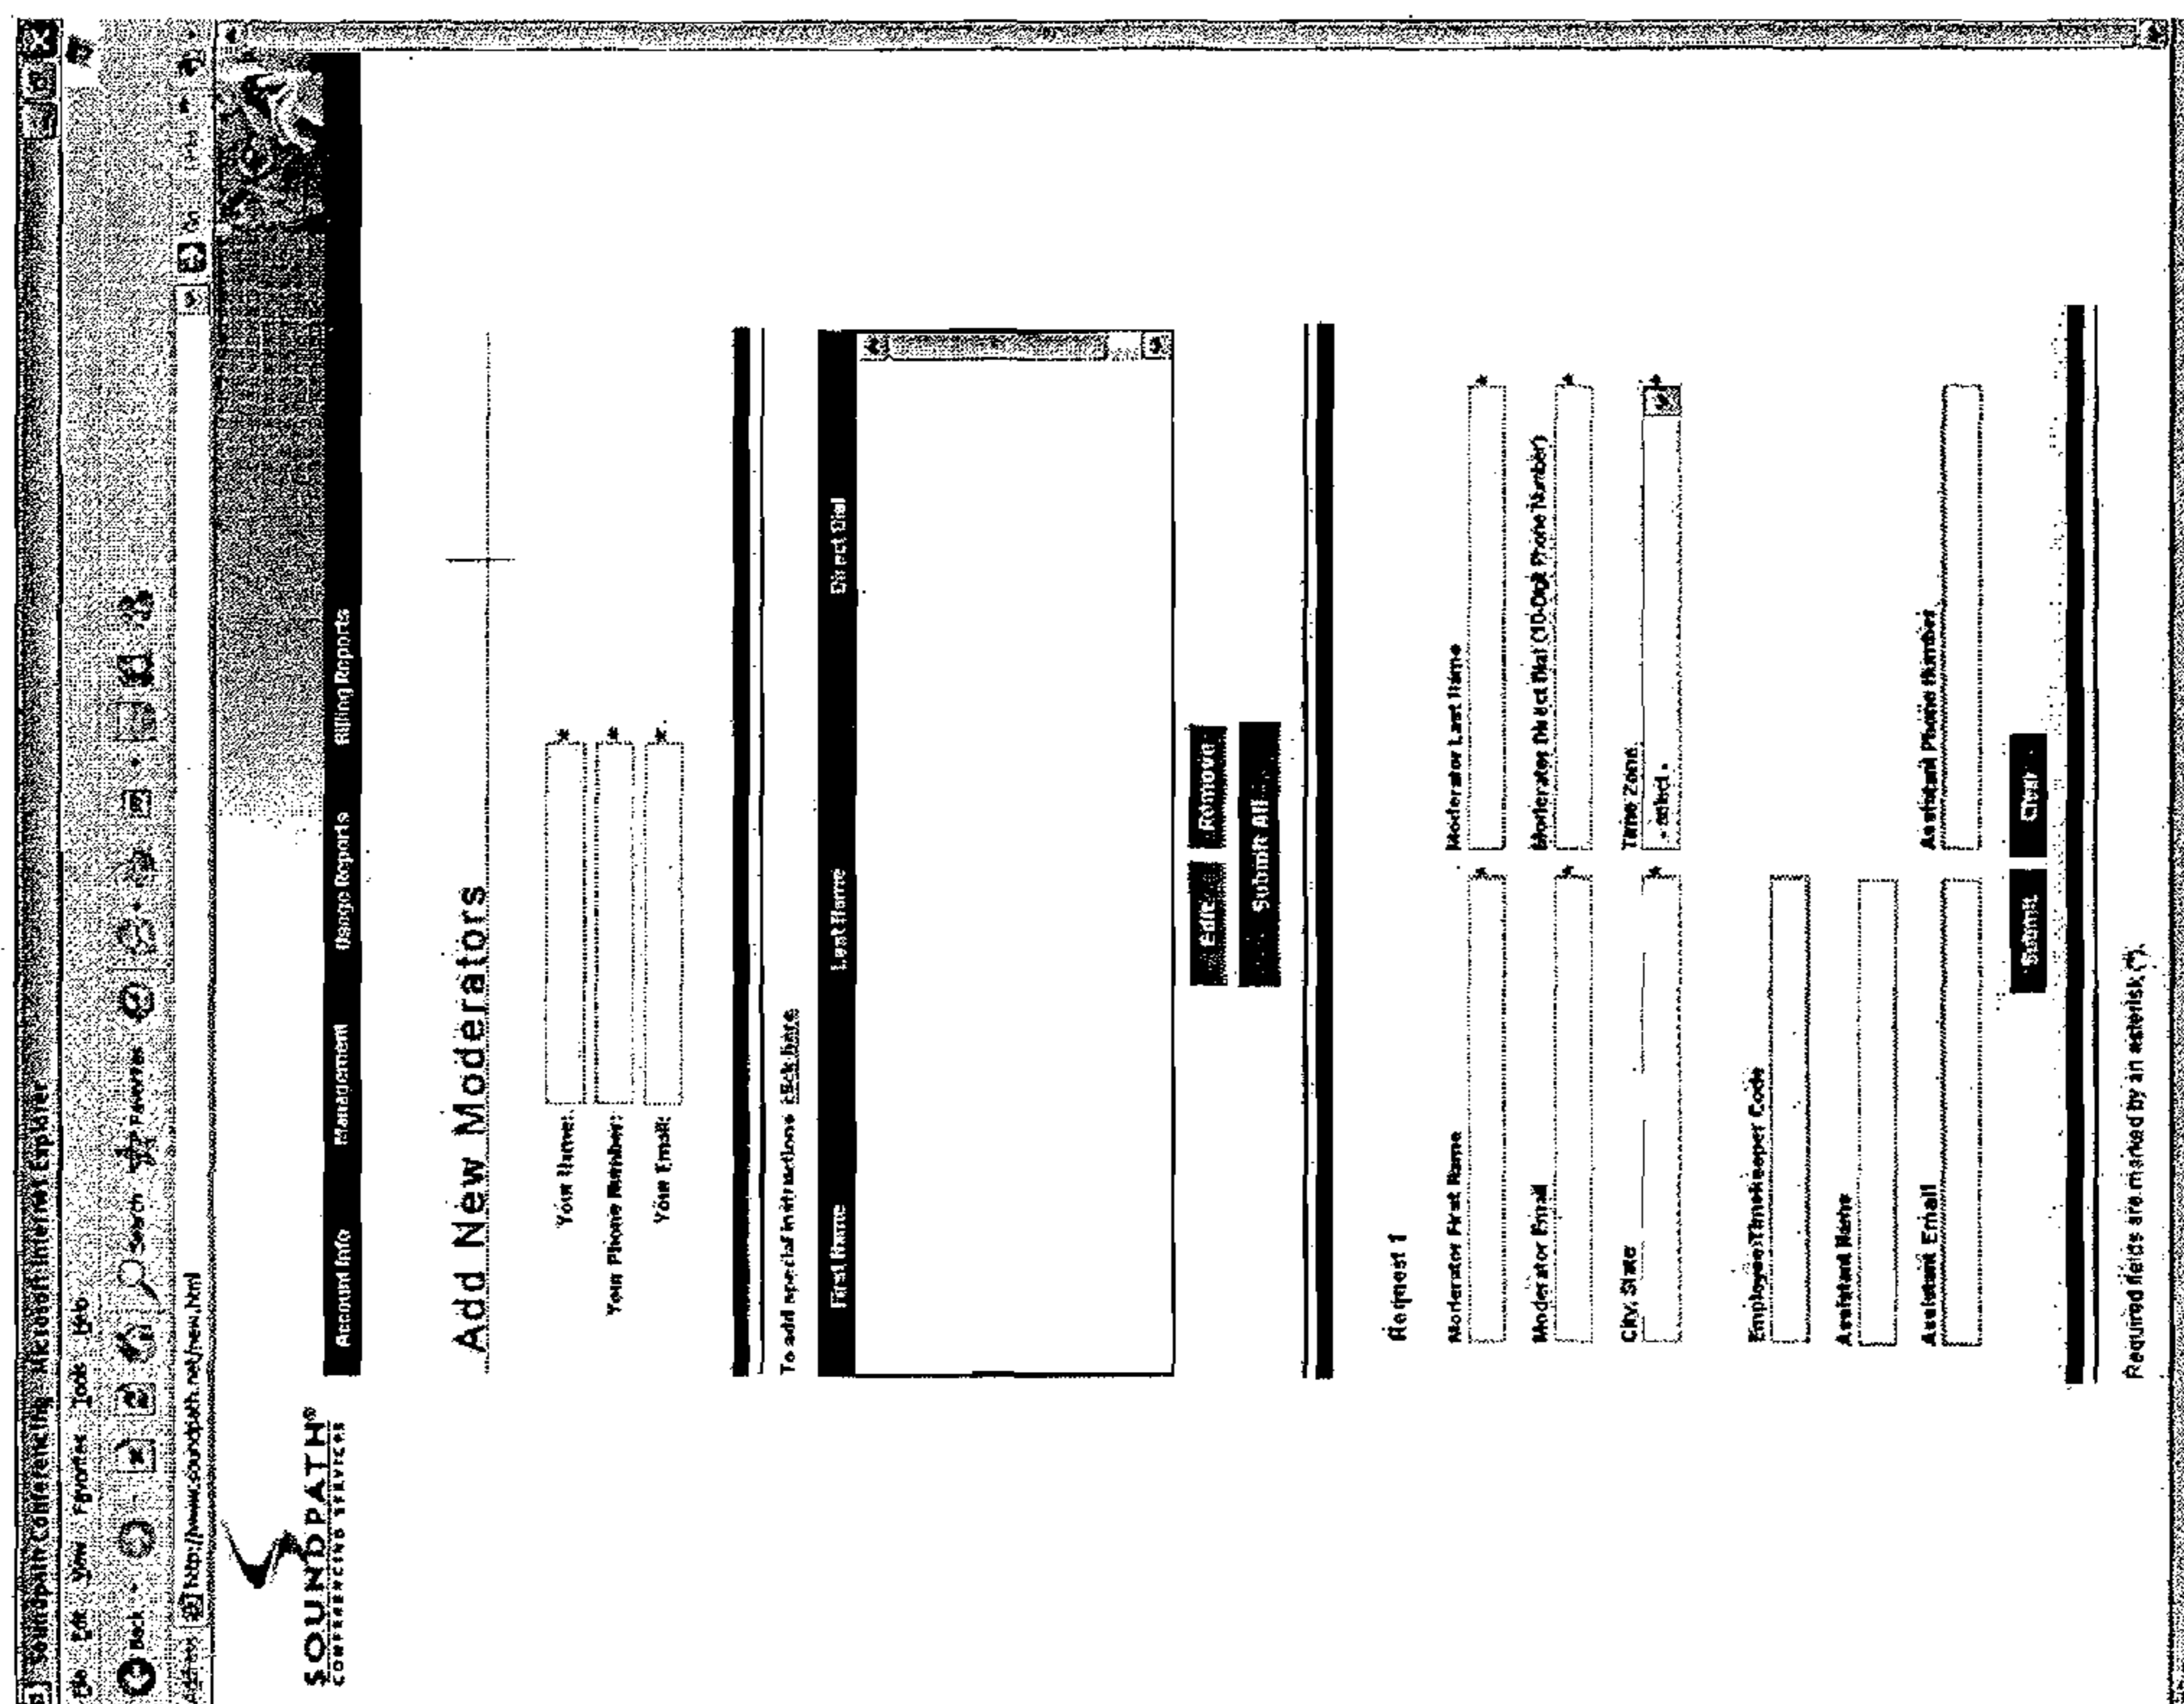 Soundpath Conferencing - Microsoft Internet Explorer
File Edit View Favorites Tools Help
Back Search Favorites
Address http://www.soundpath.net/new.html Go Links
SOUNDPATH®
CONFERENCING SERVICES
Account Info Management Usage Reports Billing Reports
Add New Moderators
Your Name: *
Your Phone Number: *
Your Email: *
To add special instructions click here
First Name Last Name Direct Dial
Edit Remove
Submit All
Request 1
Moderator First Name Moderator Last Name
* *
Moderator Email Moderator Direct Dial (10-Digit Phone Number)
* *
City, State Time Zone
* - select - *
Employee/Timekeeper Code
Assistant Name
Assistant Email Assistant Phone Number
Submit Clear
Required fields are marked by an asterisk (*).